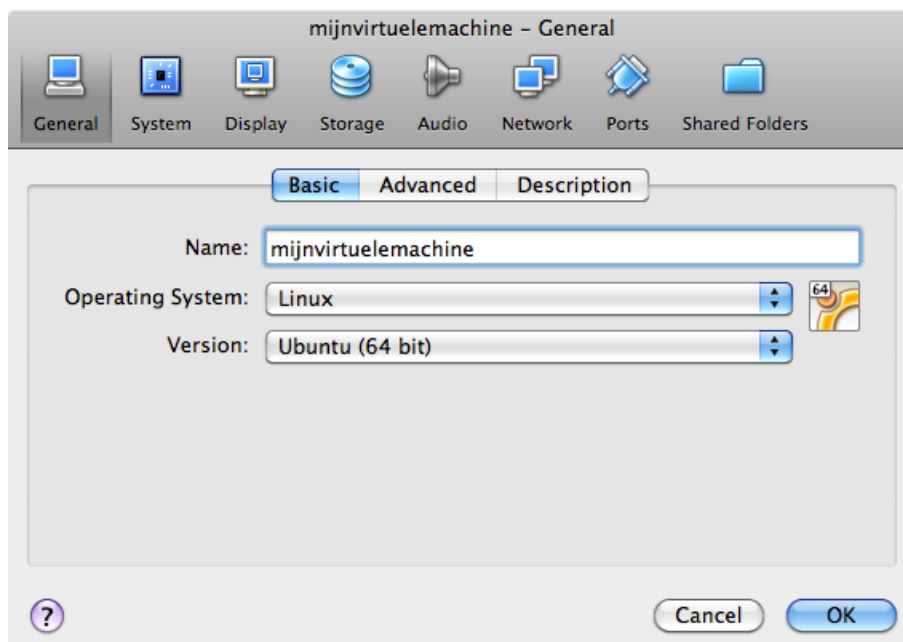 mijnvirtuelemachine – General
General System Display Storage Audio Network Ports Shared Folders
Basic Advanced Description
Name: mijnvirtuelemachine
Operating System: Linux
64
Version: Ubuntu (64 bit)
? Cancel OK